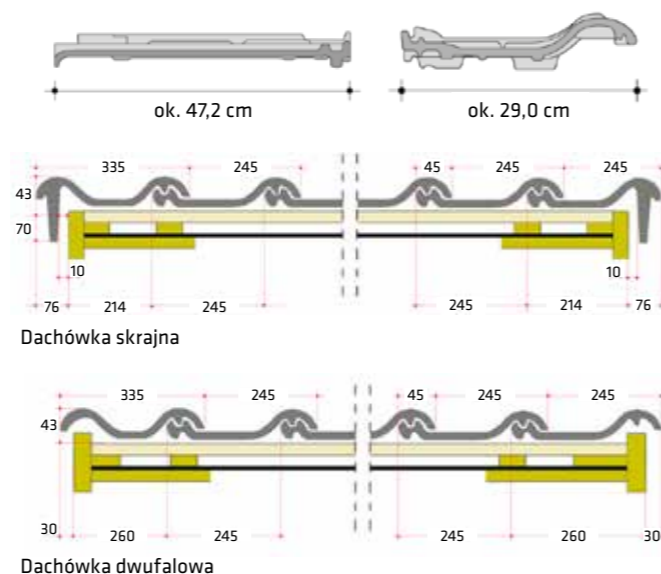 ok. 47,2 cm
ok. 29,0 cm
335 245 45 245 245
43
70
10 10
76 214 245 245 214 76
Dachówka skrajna
335 245 45 245 245
43
30 260 245 245 260 30
Dachówka dwufalowa